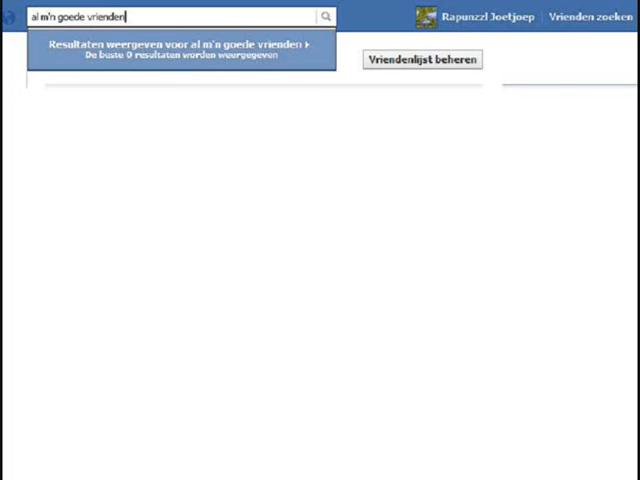 al m'n goede vrienden
Rapunzzl Joetjoep
Vrienden zoeken
Resultaten weergeven voor al m'n goede vrienden
De beste 0 resultaten worden weergegeven
Vriendenlijst beheren